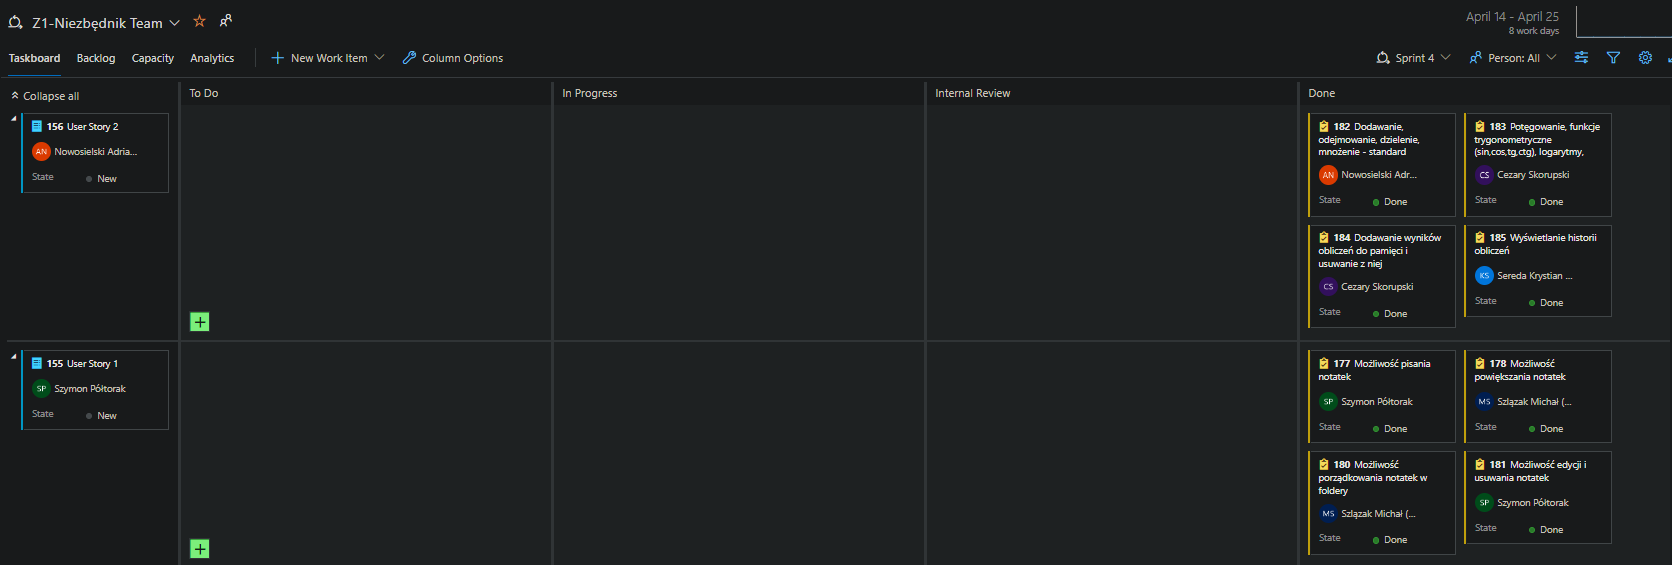 Z1-Niezbędnik Team
April 14 - April 25
8 work days
Taskboard
Backlog
Capacity
Analytics
New Work Item
Column Options
Sprint 4
Person: All
Collapse all
To Do
In Progress
Internal Review
Done
156 User Story 2
AN Nowosielski Adria...
State
New
182 Dodawanie,
odejmowanie, dzielenie,
mnożenie - standard
AN Nowosielski Adr...
State
Done
183 Potęgowanie, funkcje
trygonometryczne
(sin,cos,tg,ctg), logarytmy,
CS Cezary Skorupski
State
Done
184 Dodawanie wyników
obliczeń do pamięci i
usuwanie z niej
CS Cezary Skorupski
State
Done
185 Wyświetlanie historii
obliczeń
KS Sereda Krystian ...
State
Done
155 User Story 1
SP Szymon Półtorak
State
New
177 Możliwość pisania
notatek
SP Szymon Półtorak
State
Done
178 Możliwość
powiększania notatek
MS Szlązak Michał (...
State
Done
180 Możliwość
porządkowania notatek w
foldery
MS Szlązak Michał (...
State
Done
181 Możliwość edycji i
usuwania notatek
SP Szymon Półtorak
State
Done